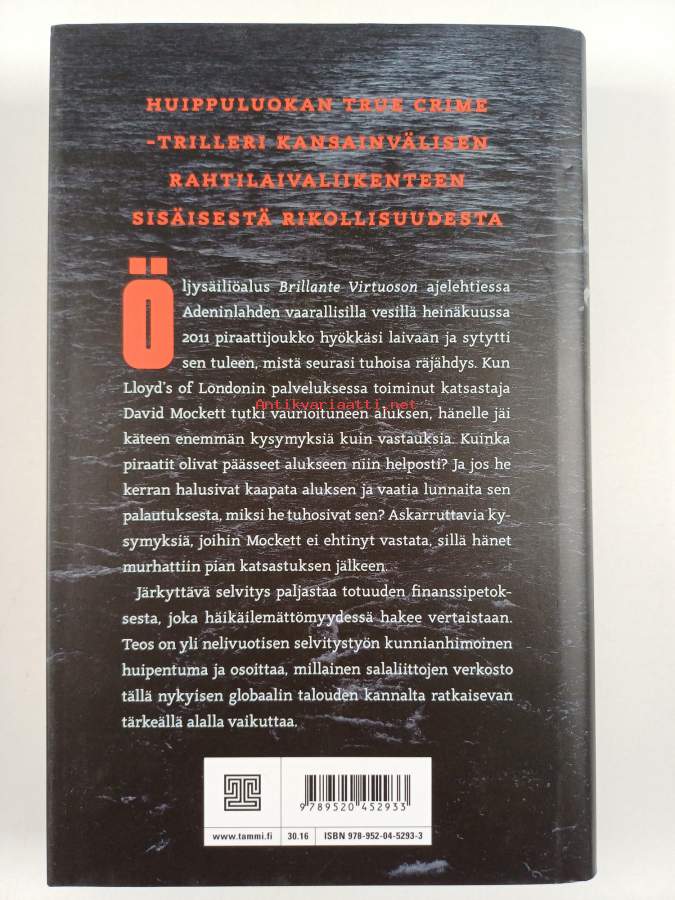 HUIPPULUOKAN TRUE CRIME
-TRILLERI KANSAINVÄLISEN
RAHTILAIVALIIKENTEEN
SISÄISESTÄ RIKOLLISUUDESTA
Öljysäiliöalus Brillante Virtuoson ajelehtiessa
Adeninlahden vaarallisilla vesillä heinäkuussa
2011 piraattijoukko hyökkäsi laivaan ja sytytti
sen tuleen, mistä seurasi tuhoisa räjähdys. Kun
Lloyd's of Londonin palveluksessa toiminut katsastaja
David Mockett tutki vaurioituneen aluksen, hänelle jäi
Antikvariaatti.net
käteen enemmän kysymyksiä kuin vastauksia. Kuinka
piraatit olivat päässeet alukseen niin helposti? Ja jos he
kerran halusivat kaapata aluksen ja vaatia lunnaita sen
palautuksesta, miksi he tuhosivat sen? Askarruttavia ky-
symyksiä, joihin Mockett ei ehtinyt vastata, sillä hänet
murhattiin pian katsastuksen jälkeen.
Järkyttävä selvitys paljastaa totuuden finanssipetok-
sesta, joka häikäilemättömyydessä hakee vertaistaan.
Teos on yli nelivuotisen selvitystyön kunnianhimoinen
huipentuma ja osoittaa, millainen salaliittojen verkosto
tällä nykyisen globaalin talouden kannalta ratkaisevan
tärkeällä alalla vaikuttaa.
9 789520 452933
www.tammi.fi 30.16 ISBN 978-952-04-5293-3